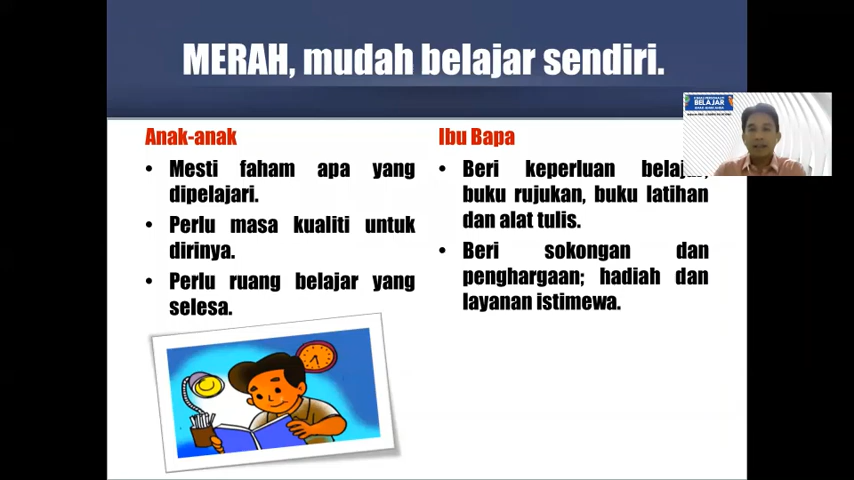 MERAH, mudah belajar sendiri.
Anak-anak
• Mesti faham apa yang
dipelajari.
• Perlu masa kualiti untuk
dirinya.
• Perlu ruang belajar yang
selesa.
Ibu Bapa
• Beri keperluan
buku rujukan, buku latihan
dan alat tulis.
• Beri sokongan dan
penghargaan; hadiah dan
layanan istimewa.
BELAJAR